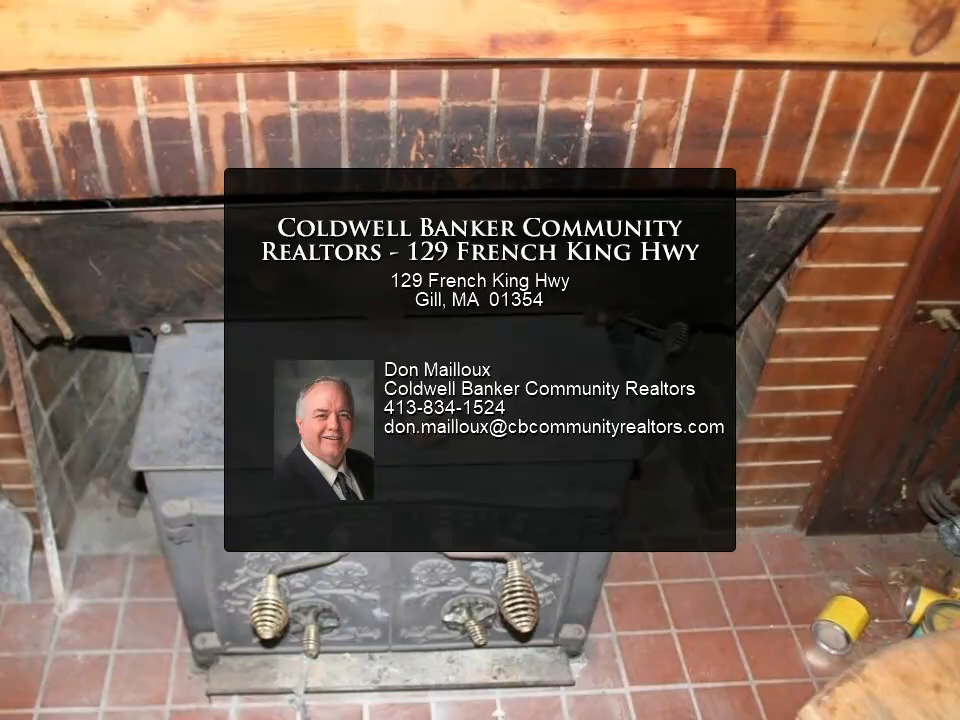 Coldwell Banker Community
Realtors - 129 French King Hwy
129 French King Hwy
Gill, MA 01354
Don Mailloux
Coldwell Banker Community Realtors
413-834-1524
don.mailloux@cbcommunityrealtors.com